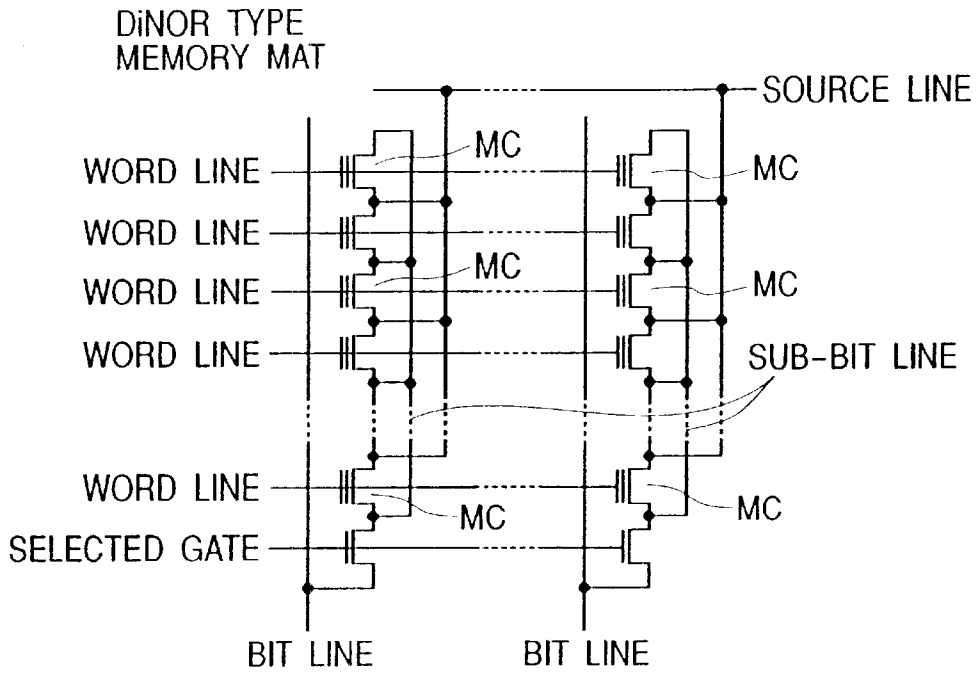 DiNOR TYPE
MEMORY MAT
SOURCE LINE
MC
WORD LINE
MC
WORD LINE
MC
WORD LINE
MC
WORD LINE
SUB-BIT LINE
WORD LINE
MC
MC
SELECTED GATE
BIT LINE
BIT LINE